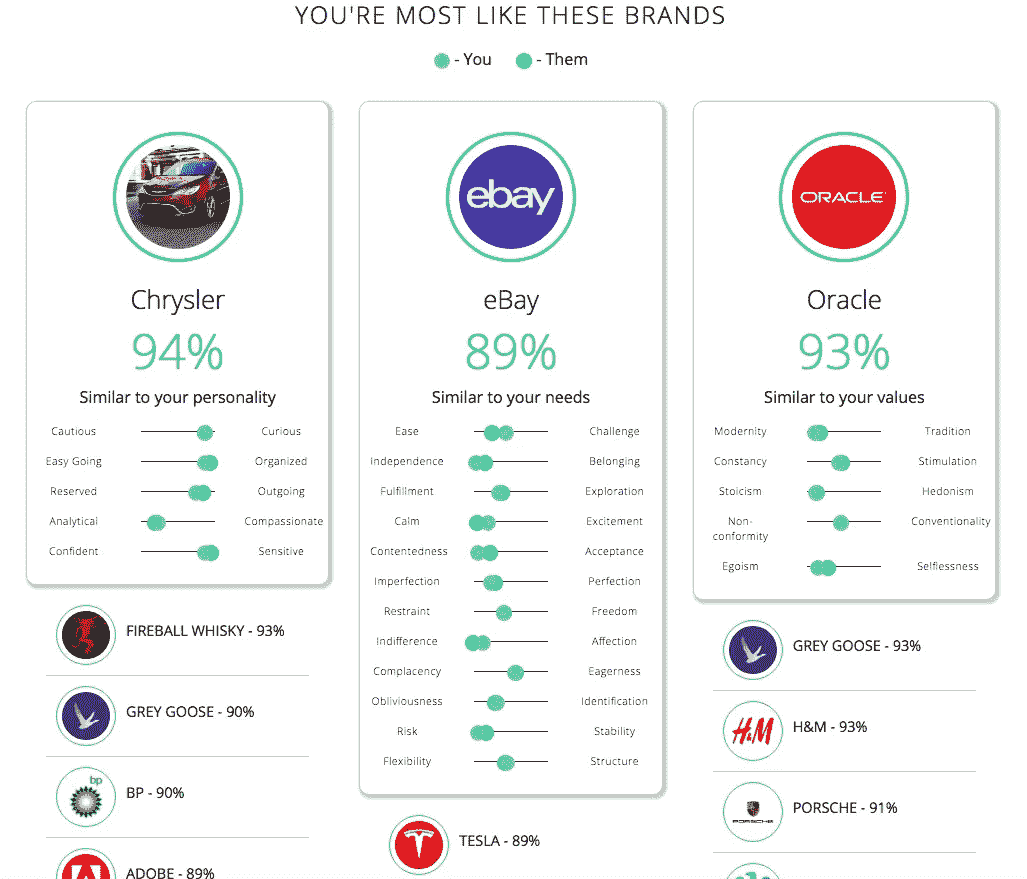 YOU'RE MOST LIKE THESE BRANDS
- You - Them
Chrysler
94%
Similar to your personality
Cautious Curious
Easy Going Organized
Reserved Outgoing
Analytical Compassionate
Confident Sensitive
FIREBALL WHISKY - 93%
GREY GOOSE - 90%
bp
BP - 90%
ADOBE - 89%
ebay
eBay
89%
Similar to your needs
Ease Challenge
Independence Belonging
Fulfillment Exploration
Calm Excitement
Contentedness Acceptance
Imperfection Perfection
Restraint Freedom
Indifference Affection
Complacency Eagerness
Obliviousness Identification
Risk Stability
Flexibility Structure
TESLA - 89%
ORACLE
Oracle
93%
Similar to your values
Modernity Tradition
Constancy Stimulation
Stoicism Hedonism
Non-
conformity Conventionality
Egoism Selflessness
GREY GOOSE - 93%
H&M
H&M - 93%
PORSCHE
PORSCHE - 91%